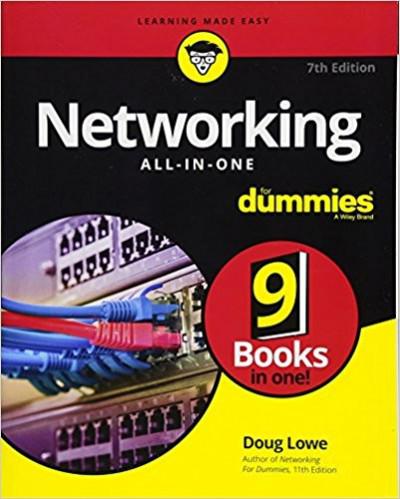 LEARNING MADE EASY
7th Edition
Networking
ALL-IN-ONE
for
dummies
A Wiley Brand
9
Books
in one!
Doug Lowe
Author of Networking
For Dummies, 11th Edition